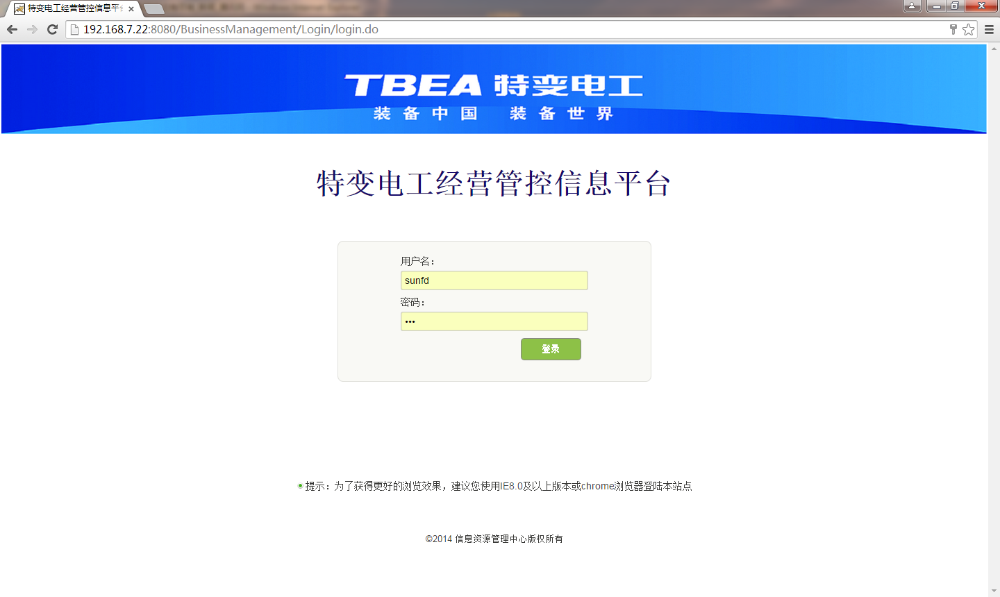 特变电工经营管控信息平台
192.168.7.22:8080/BusinessManagement/Login/login.do
TBEA 特变电工
装备中国 装备世界
特变电工经营管控信息平台
用户名：
sunfd
密码：
•••
登录
提示：为了获得更好的浏览效果，建议您使用IE8.0及以上版本或chrome浏览器登陆本站点
©2014 信息资源管理中心版权所有